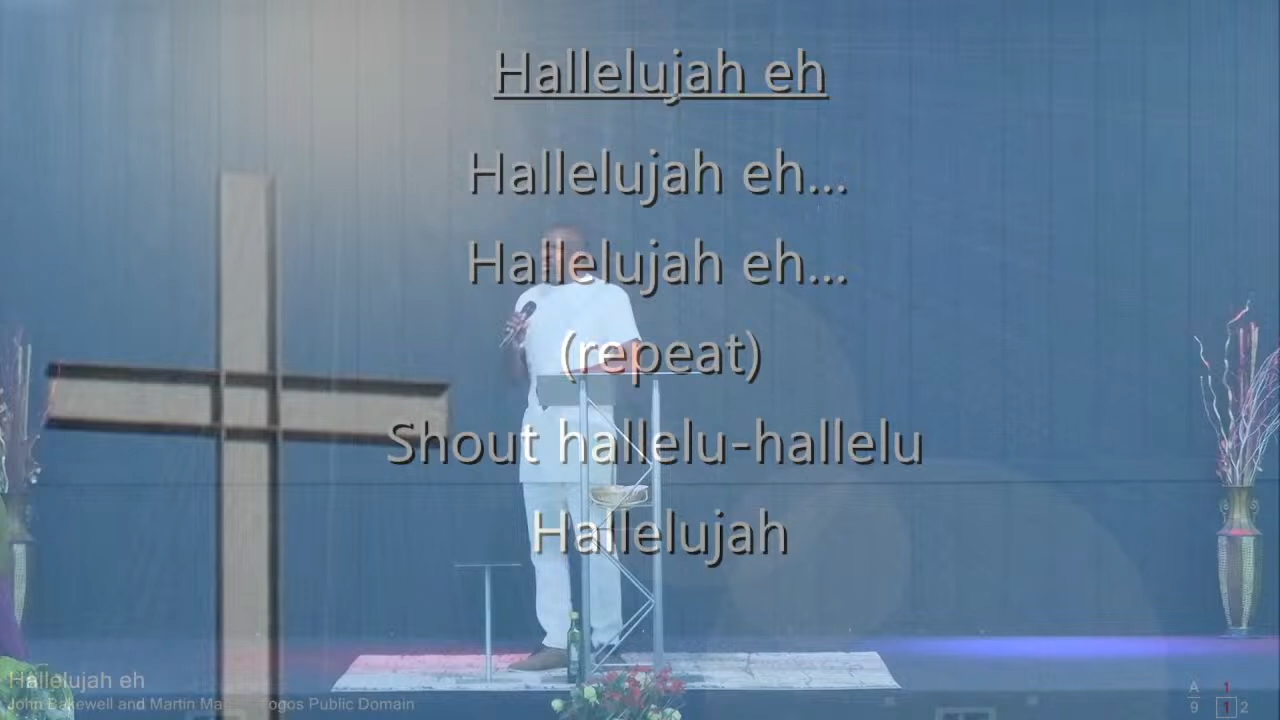 Hallelujah eh
Hallelujah eh...
Hallelujah eh...
(repeat)
Shout hallelu-hallelu
Hallelujah
Hallelujah eh
John Bakewell and Martin Public Domain
A 1
9 1 2